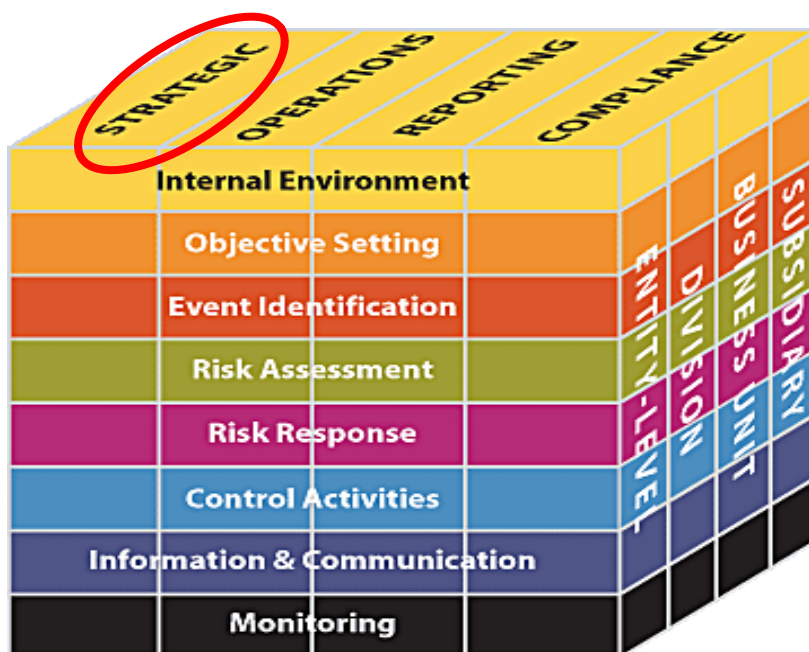 STRATEGIC
OPERATIONS
REPORTING
COMPLIANCE
Internal Environment
Objective Setting
Event Identification
Risk Assessment
Risk Response
Control Activities
Information & Communication
Monitoring
ENTITY-LEVEL
DIVISION
BUSINESS UNIT
SUBSIDIARY